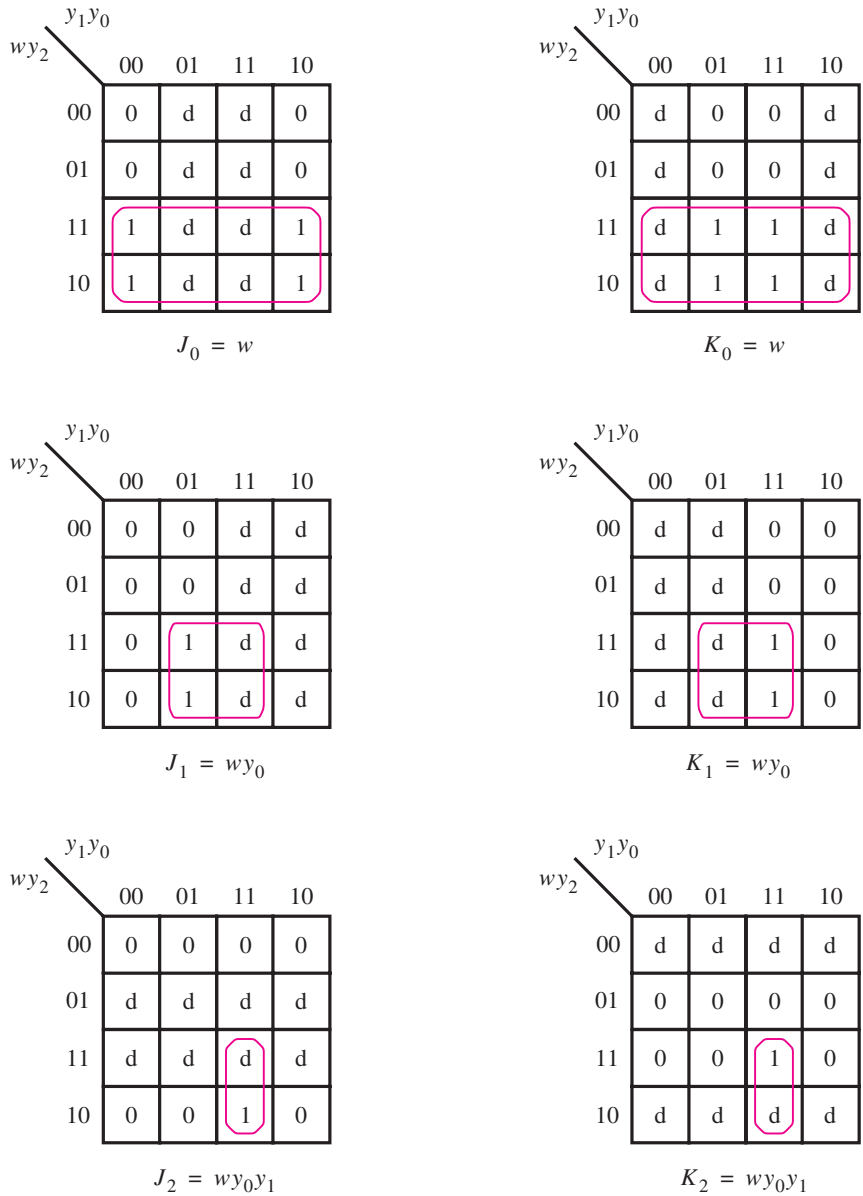 y₁y₀ y₁y₀
wy₂ wy₂
00 01 11 10 00 01 11 10
00 0 d d 0 00 d 0 0 d
01 0 d d 0 01 d 0 0 d
11 1 d d 1 11 d 1 1 d
10 1 d d 1 10 d 1 1 d
J₀ = w K₀ = w
y₁y₀ y₁y₀
wy₂ wy₂
00 01 11 10 00 01 11 10
00 0 0 d d 00 d d 0 0
01 0 0 d d 01 d d 0 0
11 0 1 d d 11 d d 1 0
10 0 1 d d 10 d d 1 0
J₁ = wy₀ K₁ = wy₀
y₁y₀ y₁y₀
wy₂ wy₂
00 01 11 10 00 01 11 10
00 0 0 0 0 00 d d d d
01 d d d d 01 0 0 0 0
11 d d d d 11 0 0 1 0
10 0 0 1 0 10 d d d d
J₂ = wy₀y₁ K₂ = wy₀y₁